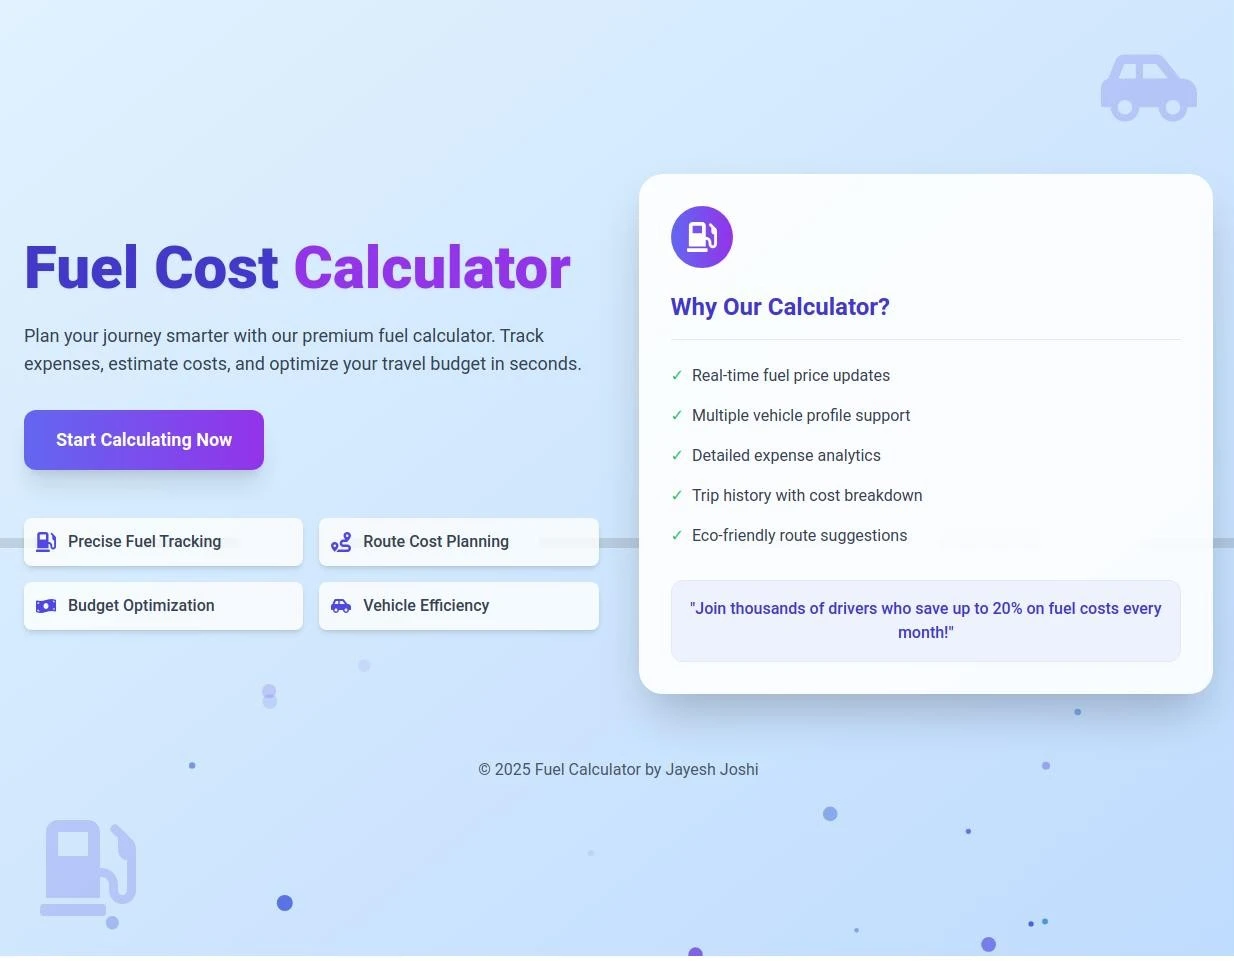 Fuel Cost Calculator
Plan your journey smarter with our premium fuel calculator. Track
expenses, estimate costs, and optimize your travel budget in seconds.
Start Calculating Now
Precise Fuel Tracking
Route Cost Planning
Budget Optimization
Vehicle Efficiency
Why Our Calculator?
✓ Real-time fuel price updates
✓ Multiple vehicle profile support
✓ Detailed expense analytics
✓ Trip history with cost breakdown
✓ Eco-friendly route suggestions
"Join thousands of drivers who save up to 20% on fuel costs every
month!"
© 2025 Fuel Calculator by Jayesh Joshi